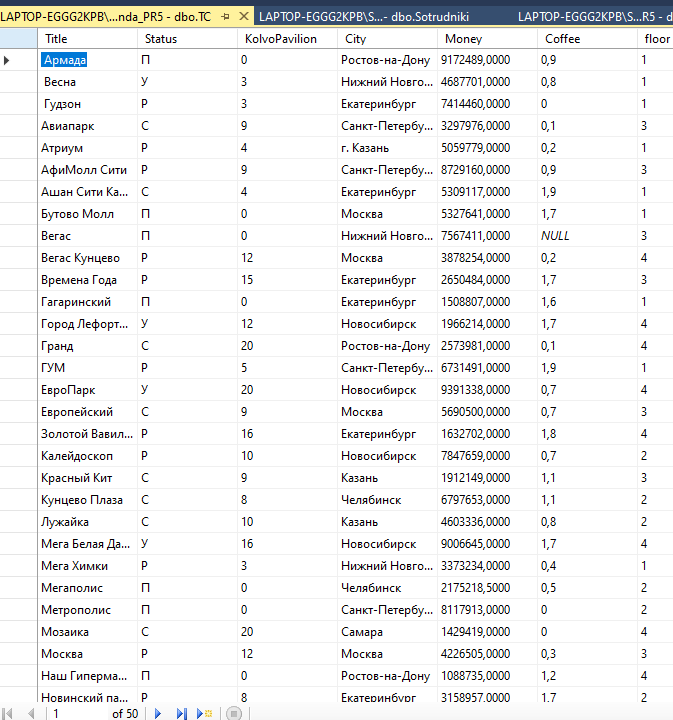 LAPTOP-EGGG2KPB\...nda_PR5 - dbo.TC LAPTOP-EGGG2KPB\S...- dbo.Sotrudniki LAPTOP-EGGG2KPB\S...R5 - d
Title Status KolvoPavilion City Money Coffee floor
Армада П 0 Ростов-на-Дону 9172489,0000 0,9 1
Весна У 3 Нижний Новго... 4687701,0000 0,8 1
Гудзон Р 3 Екатеринбург 7414460,0000 0 1
Авиапарк С 9 Санкт-Петербу... 3297976,0000 0,1 3
Атриум Р 4 г. Казань 5059779,0000 0,2 1
АфиМолл Сити Р 9 Санкт-Петербу... 8729160,0000 0,9 3
Ашан Сити Ка... С 4 Екатеринбург 5309117,0000 1,9 1
Бутово Молл П 0 Москва 5327641,0000 1,7 1
Вегас П 0 Нижний Новго... 7567411,0000 NULL 3
Вегас Кунцево Р 12 Москва 3878254,0000 0,2 4
Времена Года Р 15 Екатеринбург 2650484,0000 1,7 3
Гагаринский П 0 Екатеринбург 1508807,0000 1,6 1
Город Лефорт... У 12 Новосибирск 1966214,0000 1,7 4
Гранд С 20 Ростов-на-Дону 2573981,0000 0,1 4
ГУМ Р 5 Санкт-Петербу... 6731491,0000 1,9 1
ЕвроПарк У 20 Новосибирск 9391338,0000 0,7 4
Европейский С 9 Москва 5690500,0000 0,7 3
Золотой Вавил... Р 16 Екатеринбург 1632702,0000 1,8 4
Калейдоскоп Р 10 Новосибирск 7847659,0000 0,7 2
Красный Кит С 9 Казань 1912149,0000 1,1 3
Кунцево Плаза С 8 Челябинск 6797653,0000 1,1 2
Лужайка С 10 Казань 4603336,0000 0,8 2
Мега Белая Да... У 16 Новосибирск 9006645,0000 1,7 4
Мега Химки Р 3 Нижний Новго... 3373234,0000 0,4 1
Мегаполис П 0 Челябинск 2175218,5000 0,5 2
Метрополис П 0 Санкт-Петербу... 8117913,0000 0 2
Мозаика С 20 Самара 1429419,0000 0 4
Москва Р 12 Москва 4226505,0000 0,3 3
Наш Гиперма... П 0 Ростов-на-Дону 1088735,0000 1,2 4
Новинский па... Р 8 Екатеринбург 3158957,0000 1,7 2
1 of 50